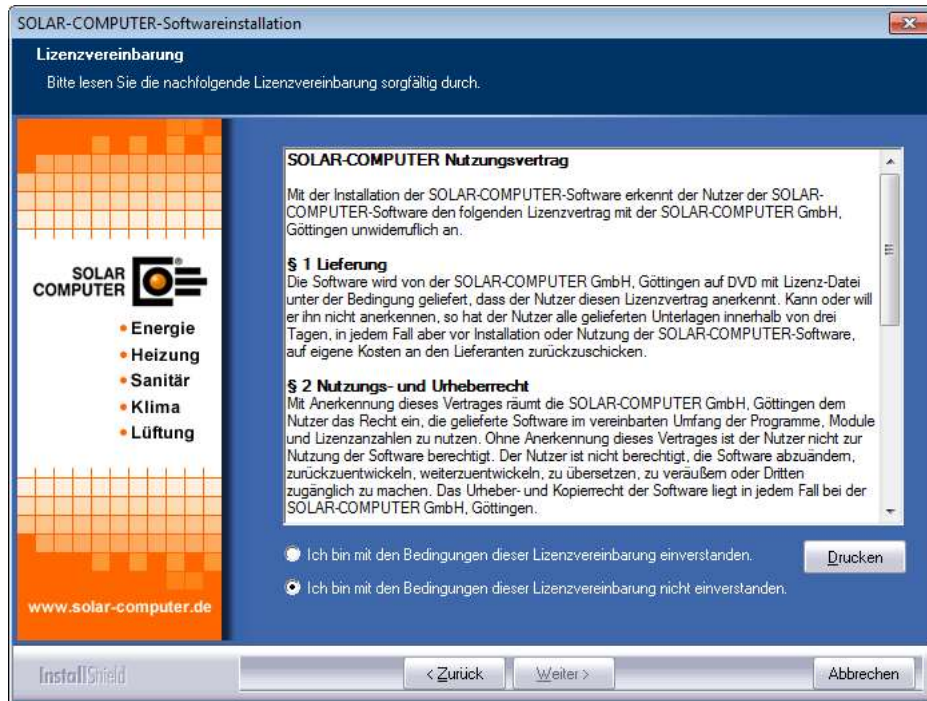 SOLAR-COMPUTER-Softwareinstallation
Lizenzvereinbarung
Bitte lesen Sie die nachfolgende Lizenzvereinbarung sorgfältig durch.
SOLAR
COMPUTER
®
• Energie
• Heizung
• Sanitär
• Klima
• Lüftung
www.solar-computer.de
SOLAR-COMPUTER Nutzungsvertrag
Mit der Installation der SOLAR-COMPUTER-Software erkennt der Nutzer der SOLAR-
COMPUTER-Software den folgenden Lizenzvertrag mit der SOLAR-COMPUTER GmbH,
Göttingen unwiderruflich an.
§ 1 Lieferung
Die Software wird von der SOLAR-COMPUTER GmbH, Göttingen auf DVD mit Lizenz-Datei
unter der Bedingung geliefert, dass der Nutzer diesen Lizenzvertrag anerkennt. Kann oder will
er ihn nicht anerkennen, so hat der Nutzer alle gelieferten Unterlagen innerhalb von drei
Tagen, in jedem Fall aber vor Installation oder Nutzung der SOLAR-COMPUTER-Software,
auf eigene Kosten an den Lieferanten zurückzuschicken.
§ 2 Nutzungs- und Urheberrecht
Mit Anerkennung dieses Vertrages räumt die SOLAR-COMPUTER GmbH, Göttingen dem
Nutzer das Recht ein, die gelieferte Software im vereinbarten Umfang der Programme, Module
und Lizenzanzahlen zu nutzen. Ohne Anerkennung dieses Vertrages ist der Nutzer nicht zur
Nutzung der Software berechtigt. Der Nutzer ist nicht berechtigt, die Software abzuändern,
zurückzuentwickeln, weiterzuentwickeln, zu übersetzen, zu veräußern oder Dritten
zugänglich zu machen. Das Urheber- und Kopierrecht der Software liegt in jedem Fall bei der
SOLAR-COMPUTER GmbH, Göttingen.
Ich bin mit den Bedingungen dieser Lizenzvereinbarung einverstanden.
Drucken
Ich bin mit den Bedingungen dieser Lizenzvereinbarung nicht einverstanden.
InstallShield
< Zurück
Weiter >
Abbrechen